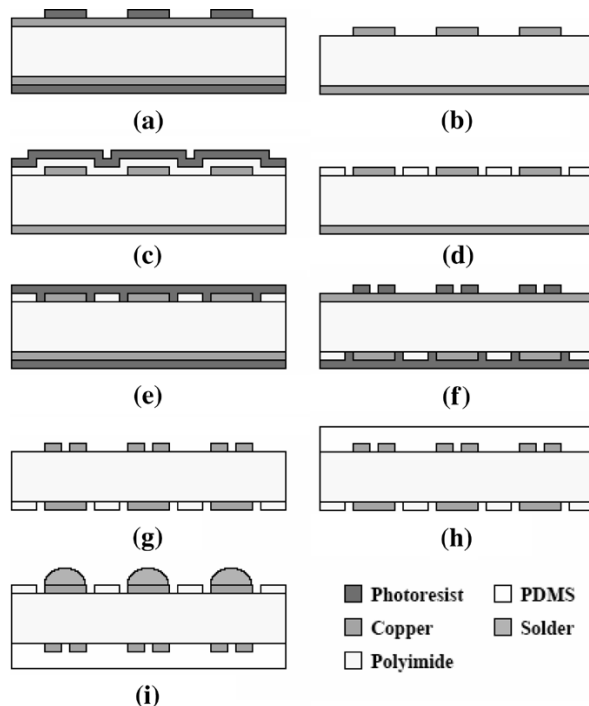 (a) (b)
(c) (d)
(e) (f)
(g) (h)
(i)
Photoresist PDMS
Copper Solder
Polyimide